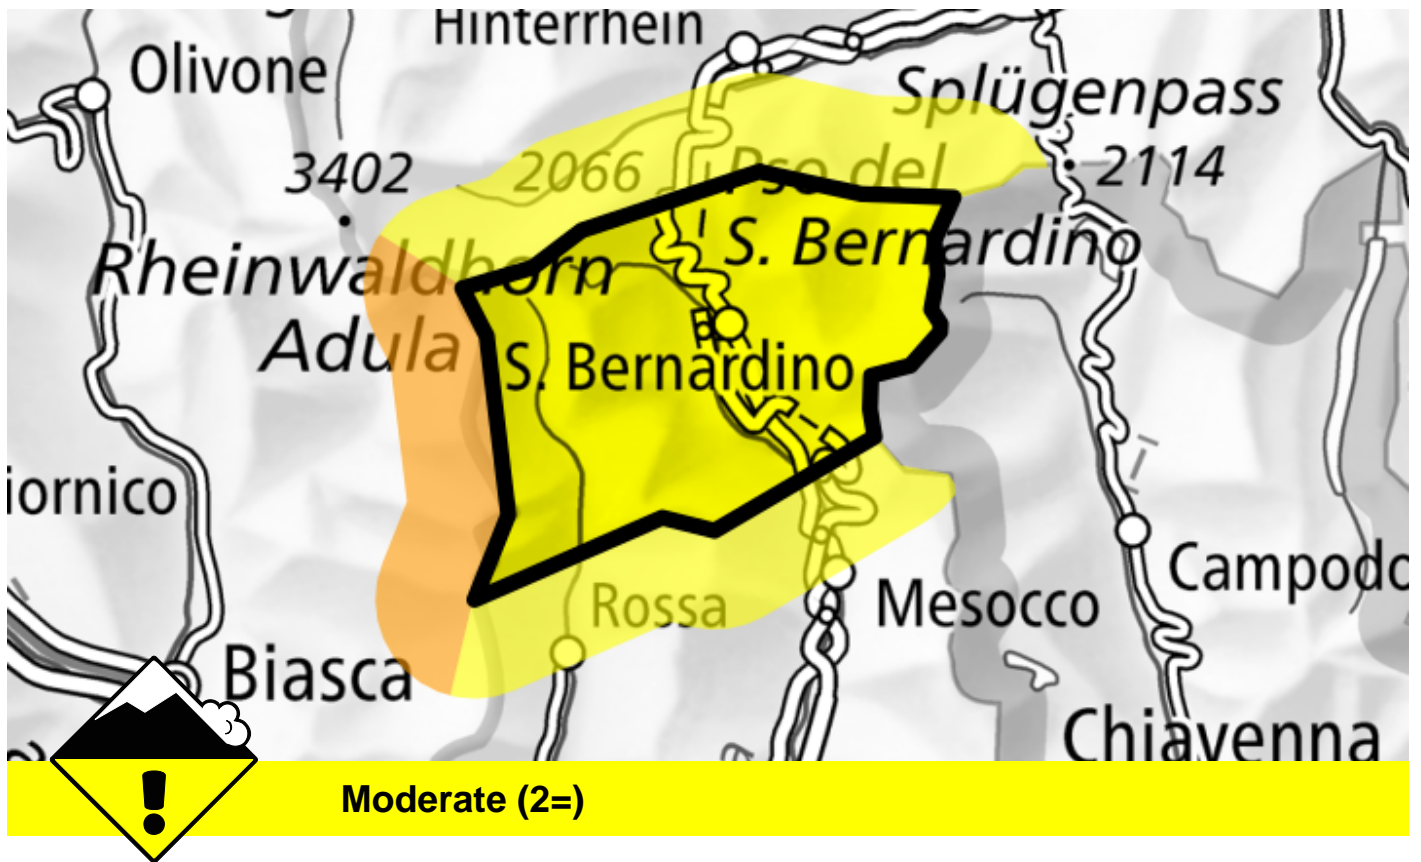 Hinterrhein
Olivone
Splügenpass
3402
2066
Pso del
2114
S. Bernardino
Rheinwaldhorn
Adula
S. Bernardino
iornico
Campodo
Rossa
Mesocco
Biasca
Chiavenna
Moderate (2=)